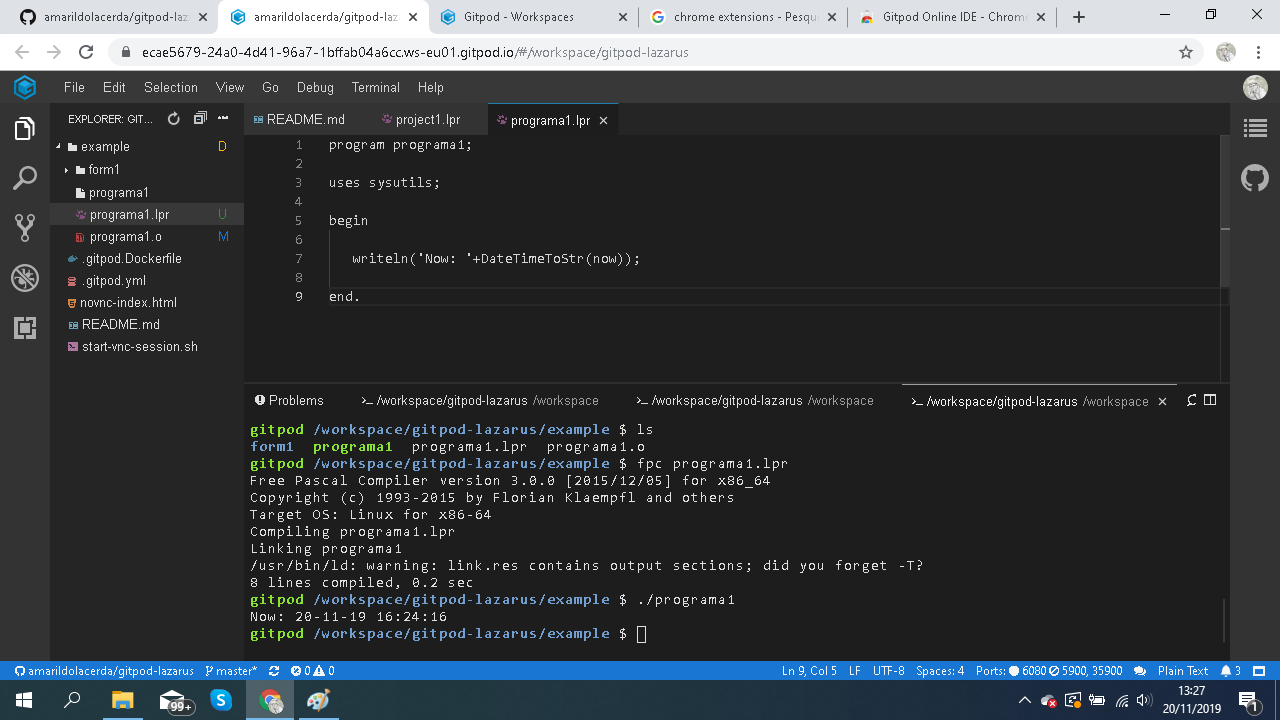 amarildolacerda/gitpod-laz
amarildolacerda/gitpod-laz
Gitpod - Workspaces
chrome extensions - Pesqu
Gitpod Online IDE - Chrom
ecae5679-24a0-4d41-96a7-1bffab04a6cc.ws-eu01.gitpod.io/#/workspace/gitpod-lazarus
File Edit Selection View Go Debug Terminal Help
EXPLORER: GIT...
README.md project1.lpr programa1.lpr
example D
form1
programa1
programa1.lpr U
programa1.o M
.gitpod.Dockerfile
.gitpod.yml
novnc-index.html
README.md
start-vnc-session.sh
1 program programa1;
2
3 uses sysutils;
4
5 begin
6
7 writeln('Now: '+DateTimeToStr(now));
8
9 end.
Problems >_ /workspace/gitpod-lazarus /workspace >_ /workspace/gitpod-lazarus /workspace >_ /workspace/gitpod-lazarus /workspace
gitpod /workspace/gitpod-lazarus/example $ ls
form1 programa1 programa1.lpr programa1.o
gitpod /workspace/gitpod-lazarus/example $ fpc programa1.lpr
Free Pascal Compiler version 3.0.0 [2015/12/05] for x86_64
Copyright (c) 1993-2015 by Florian Klaempfl and others
Target OS: Linux for x86-64
Compiling programa1.lpr
Linking programa1
/usr/bin/ld: warning: link.res contains output sections; did you forget -T?
8 lines compiled, 0.2 sec
gitpod /workspace/gitpod-lazarus/example $ ./programa1
Now: 20-11-19 16:24:16
gitpod /workspace/gitpod-lazarus/example $
amarildolacerda/gitpod-lazarus master* 0 0 Ln 9, Col 5 LF UTF-8 Spaces: 4 Ports: 6080 5900, 35900 Plain Text 3
99+
13:27
20/11/2019
1